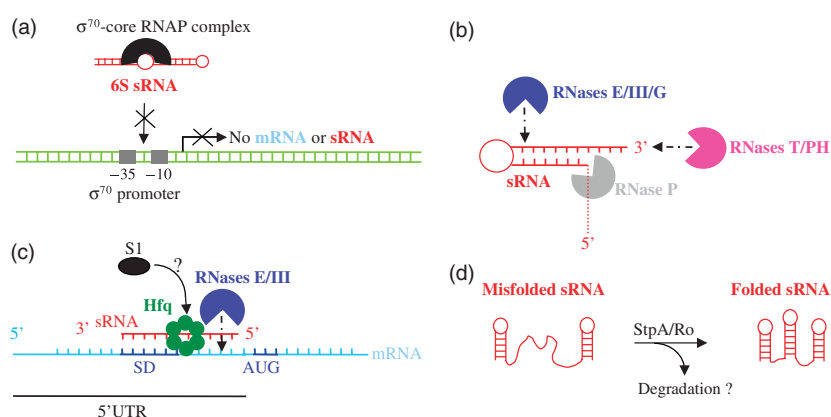 (a)
σ⁷⁰-core RNAP complex
6S sRNA
No mRNA or sRNA
−35 −10
σ⁷⁰ promoter
(b)
RNases E/III/G
3'
RNases T/PH
sRNA
RNase P
5'
(c)
S1
?
RNases E/III
Hfq
3' sRNA 5'
5'
mRNA
SD AUG
5'UTR
(d)
Misfolded sRNA Folded sRNA
StpA/Ro
Degradation ?